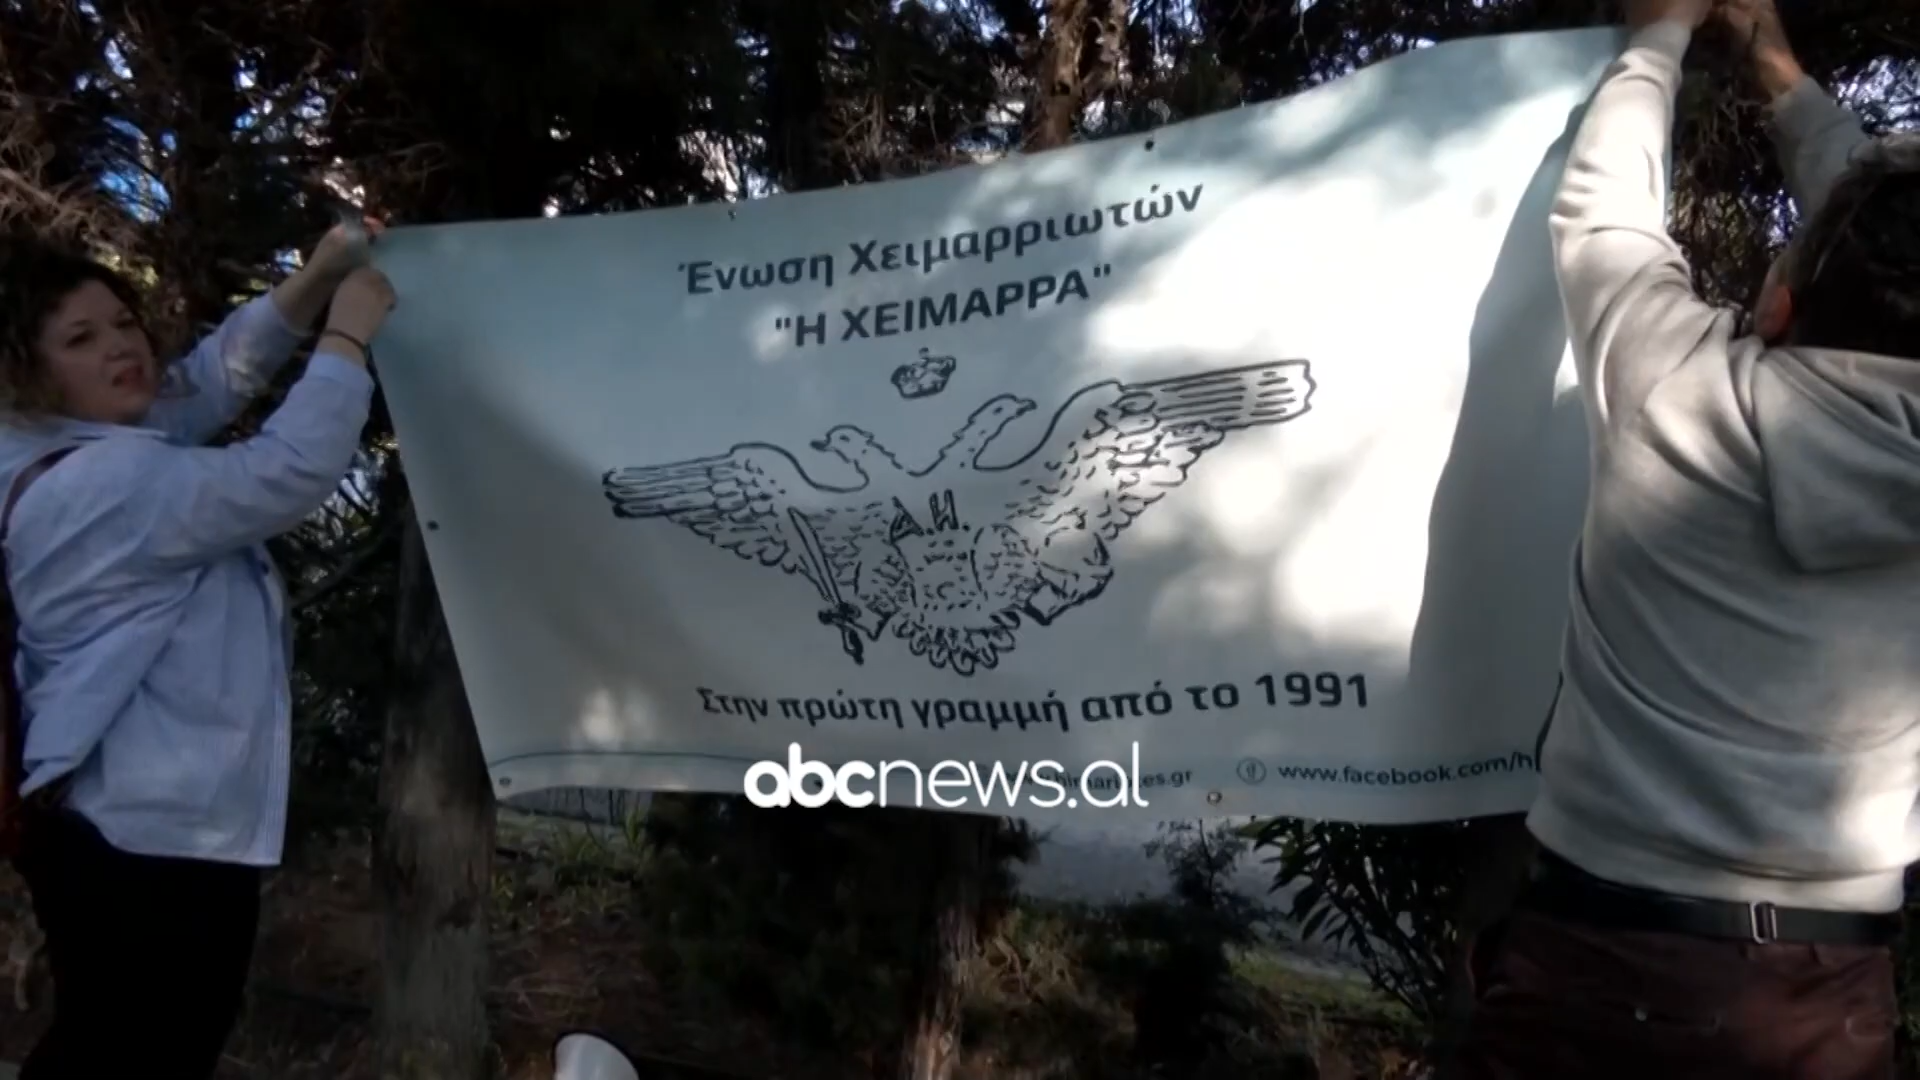 Ένωση Χειμαρριωτών
"Η ΧΕΙΜΑΡΡΑ"
Δ.Η.
Στην πρώτη γραμμή από το 1991
www.facebook.com/h
abcnews.al